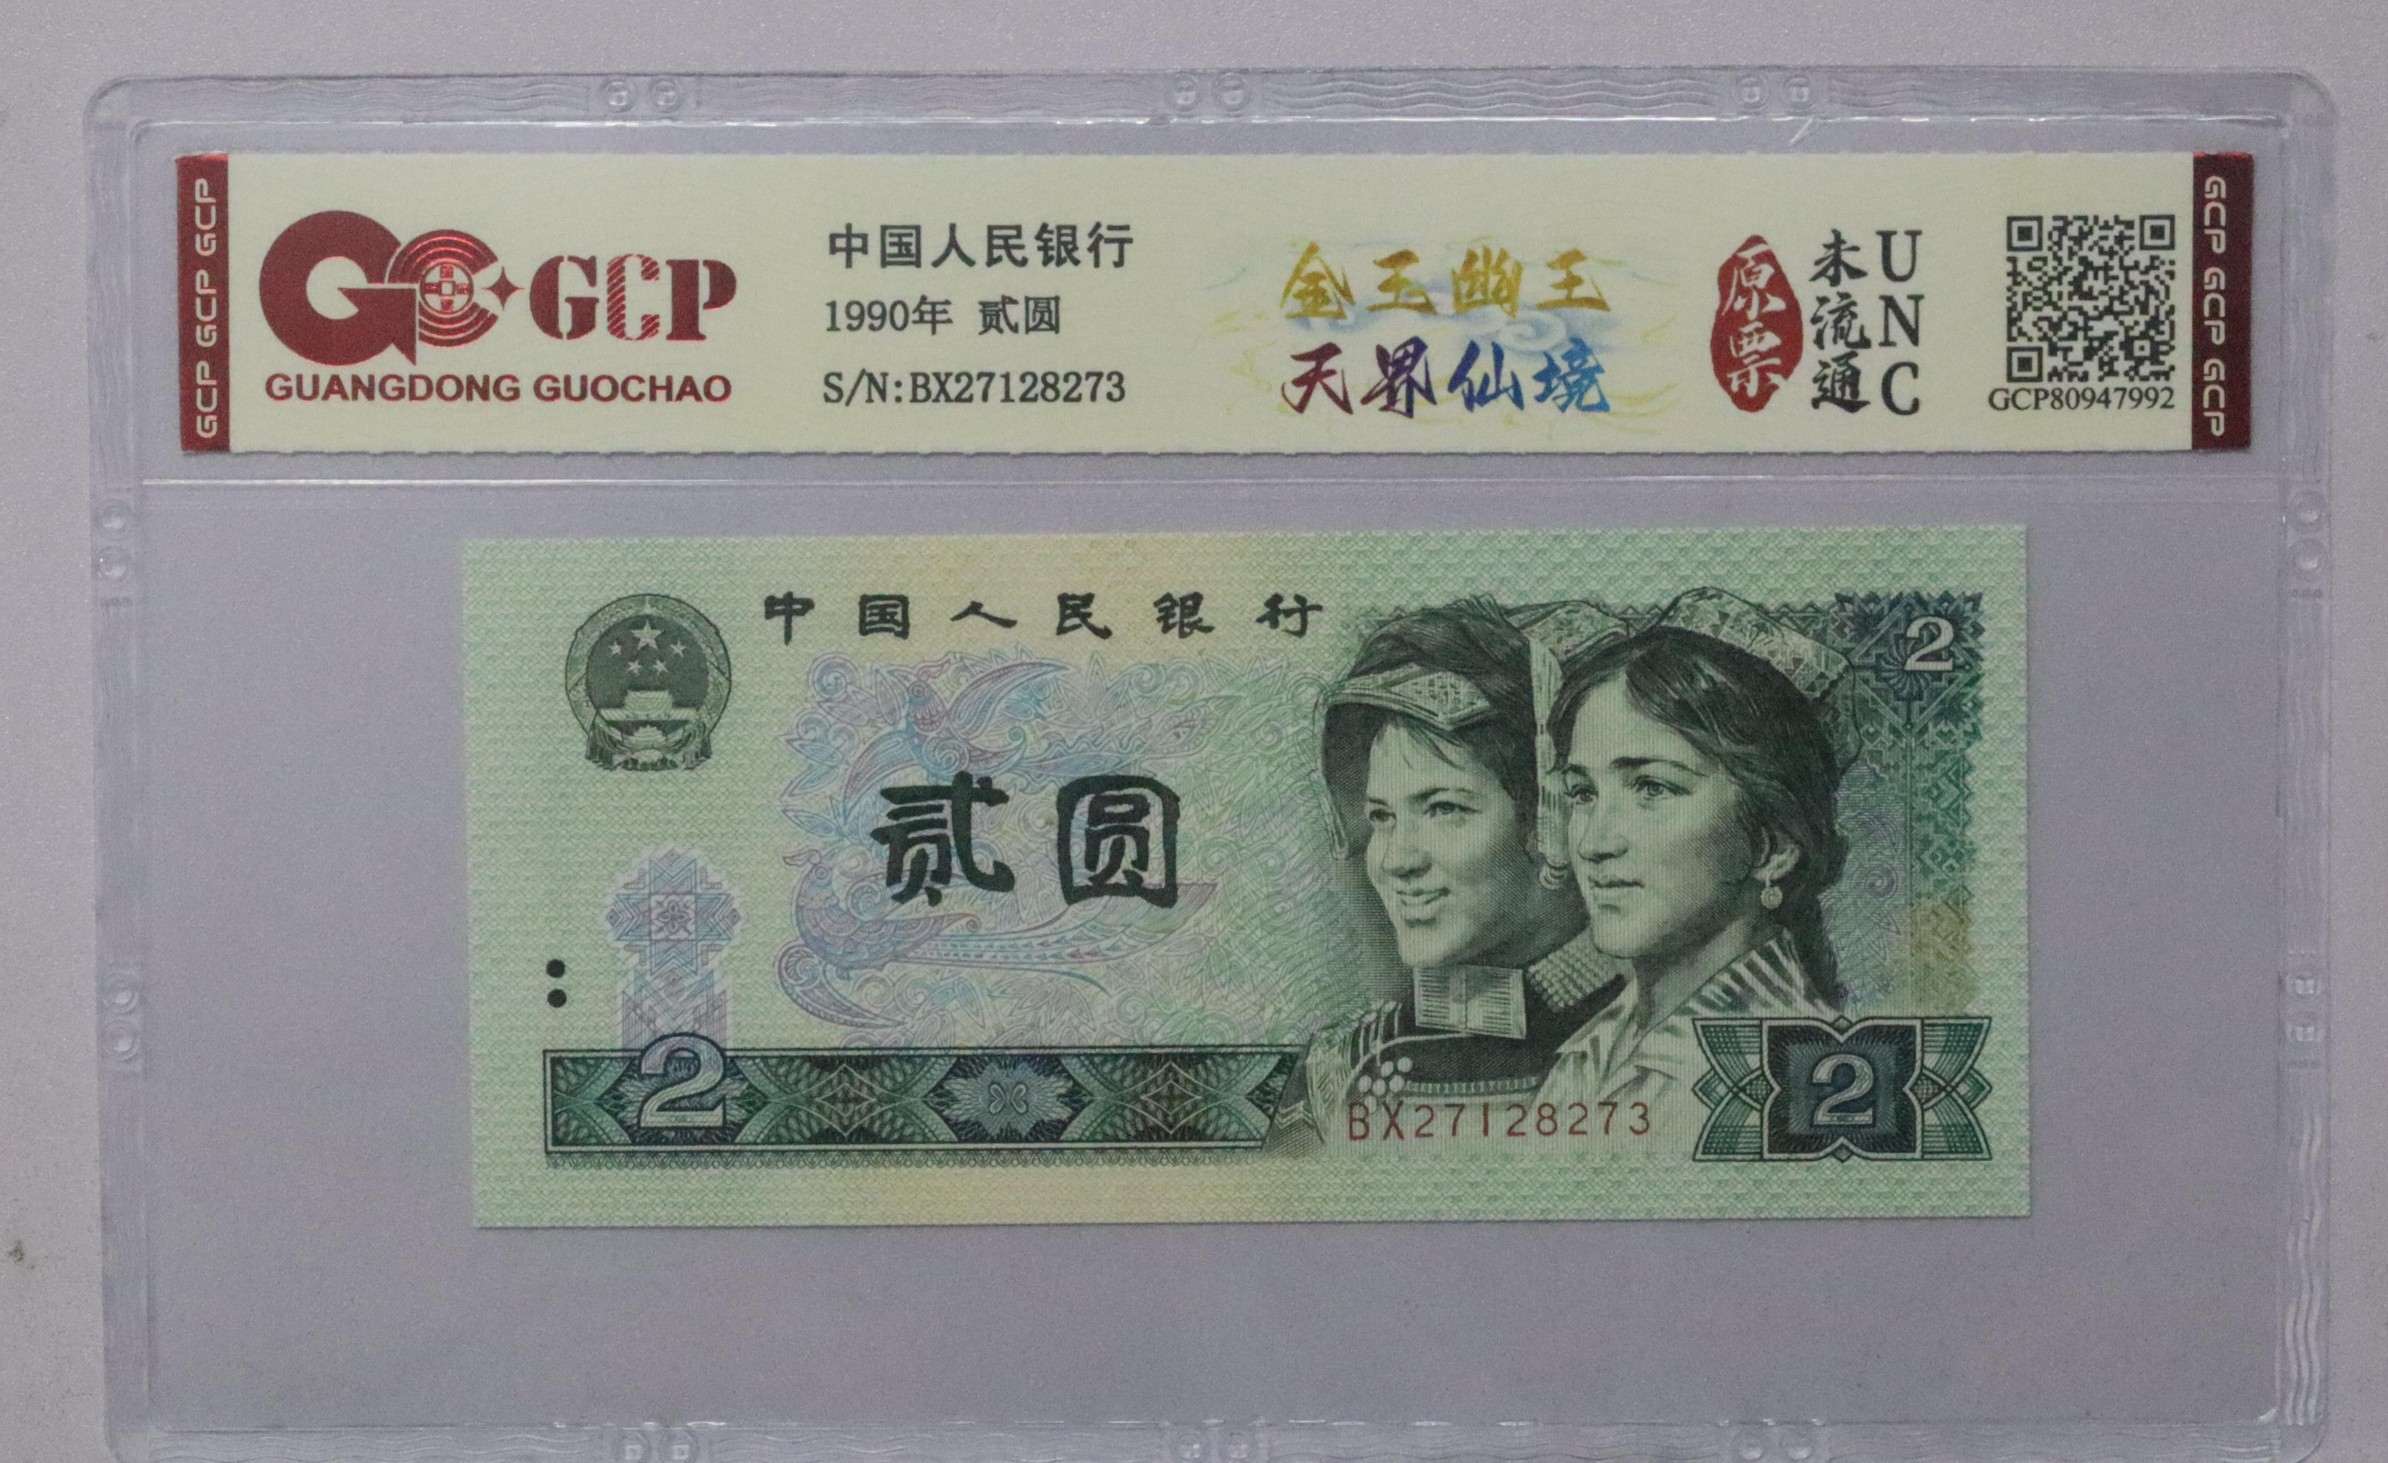 GCP GCP GCP
GCP
GUANGDONG GUOCHAO
中国人民银行
1990年 贰圆
S/N:BX27128273
金玉幽王
天界仙境
原票
未流通
UNC
GCP80947992
GCP GCP GCP
中国人民银行
2
贰圆
2
BX27128273
2